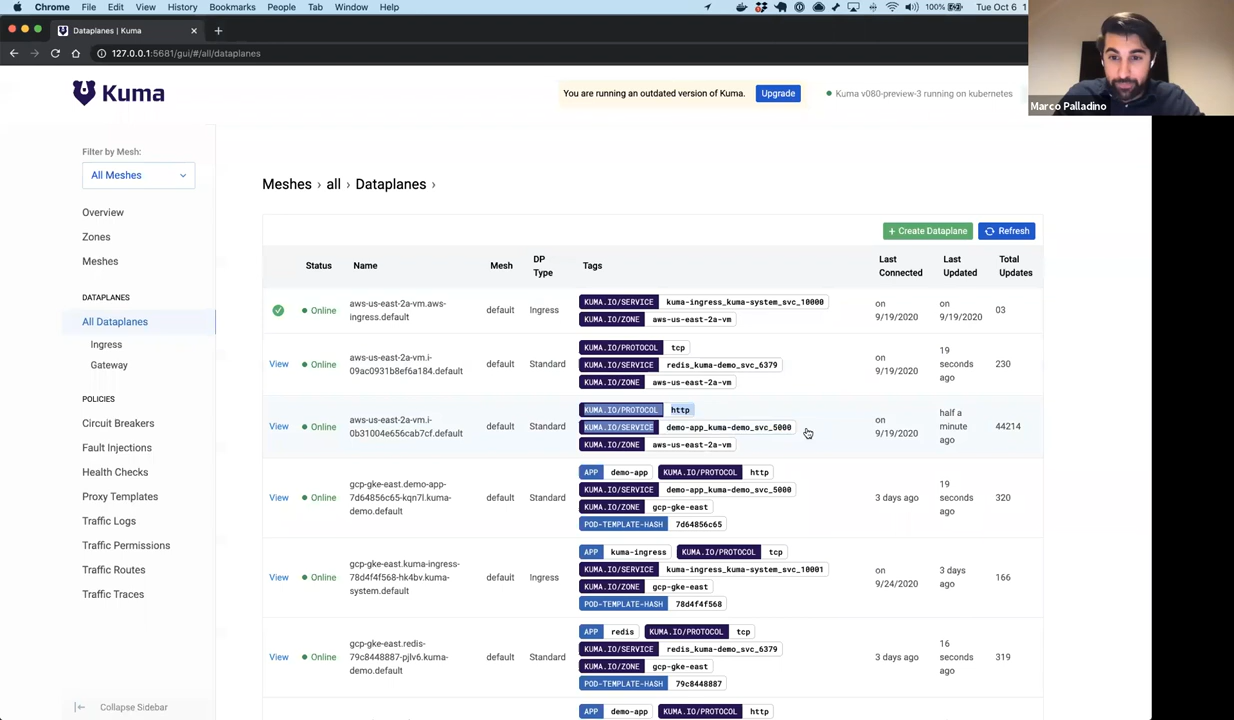 Chrome File Edit View History Bookmarks People Tab Window Help
100%
Tue Oct 6 1
Dataplanes | Kuma
127.0.0.1:5681/gui/#/all/dataplanes
Marco Palladino
Kuma
You are running an outdated version of Kuma. Upgrade
Kuma v080-preview-3 running on kubernetes
Filter by Mesh:
All Meshes
Overview
Zones
Meshes
DATAPLANES
All Dataplanes
Ingress
Gateway
POLICIES
Circuit Breakers
Fault Injections
Health Checks
Proxy Templates
Traffic Logs
Traffic Permissions
Traffic Routes
Traffic Traces
Collapse Sidebar
Meshes › all › Dataplanes ›
+ Create Dataplane
Refresh
Status
Name
Mesh
DP
Type
Tags
Last
Connected
Last
Updated
Total
Updates
Online
aws-us-east-2a-vm.aws-
ingress.default
default
Ingress
KUMA.IO/SERVICE kuma-ingress_kuma-system_svc_10000
KUMA.IO/ZONE aws-us-east-2a-vm
on
9/19/2020
on
9/19/2020
03
View
Online
aws-us-east-2a-vm.i-
09ac0931b8ef6a184.default
default
Standard
KUMA.IO/PROTOCOL tcp
KUMA.IO/SERVICE redis_kuma-demo_svc_6379
KUMA.IO/ZONE aws-us-east-2a-vm
on
9/19/2020
19
seconds
ago
230
View
Online
aws-us-east-2a-vm.i-
0b31004e656cab7cf.default
default
Standard
KUMA.IO/PROTOCOL http
KUMA.IO/SERVICE demo-app_kuma-demo_svc_5000
KUMA.IO/ZONE aws-us-east-2a-vm
on
9/19/2020
half a
minute
ago
44214
View
Online
gcp-gke-east.demo-app-
7d64856c65-kqn7l.kuma-
demo.default
default
Standard
APP demo-app KUMA.IO/PROTOCOL http
KUMA.IO/SERVICE demo-app_kuma-demo_svc_5000
KUMA.IO/ZONE gcp-gke-east
POD-TEMPLATE-HASH 7d64856c65
3 days ago
19
seconds
ago
320
View
Online
gcp-gke-east.kuma-ingress-
78d4f4f568-hk4bv.kuma-
system.default
default
Ingress
APP kuma-ingress KUMA.IO/PROTOCOL tcp
KUMA.IO/SERVICE kuma-ingress_kuma-system_svc_10001
KUMA.IO/ZONE gcp-gke-east
POD-TEMPLATE-HASH 78d4f4f568
on
9/24/2020
3 days
ago
166
View
Online
gcp-gke-east.redis-
79c8448887-pjlv6.kuma-
demo.default
default
Standard
APP redis KUMA.IO/PROTOCOL tcp
KUMA.IO/SERVICE redis_kuma-demo_svc_6379
KUMA.IO/ZONE gcp-gke-east
POD-TEMPLATE-HASH 79c8448887
3 days ago
16
seconds
ago
319
APP demo-app KUMA.IO/PROTOCOL http